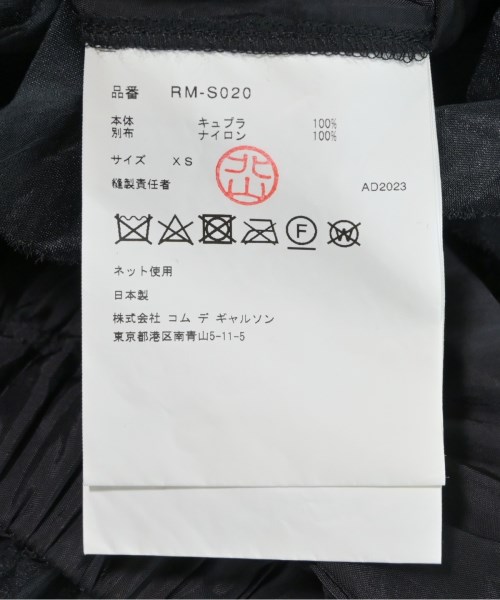 品番 RM-S020
本体 キュプラ 100%
別布 ナイロン 100%
サイズ XS
北山
縫製責任者 AD2023
F W
ネット使用
日本製
株式会社 コム デ ギャルソン
東京都港区南青山5-11-5